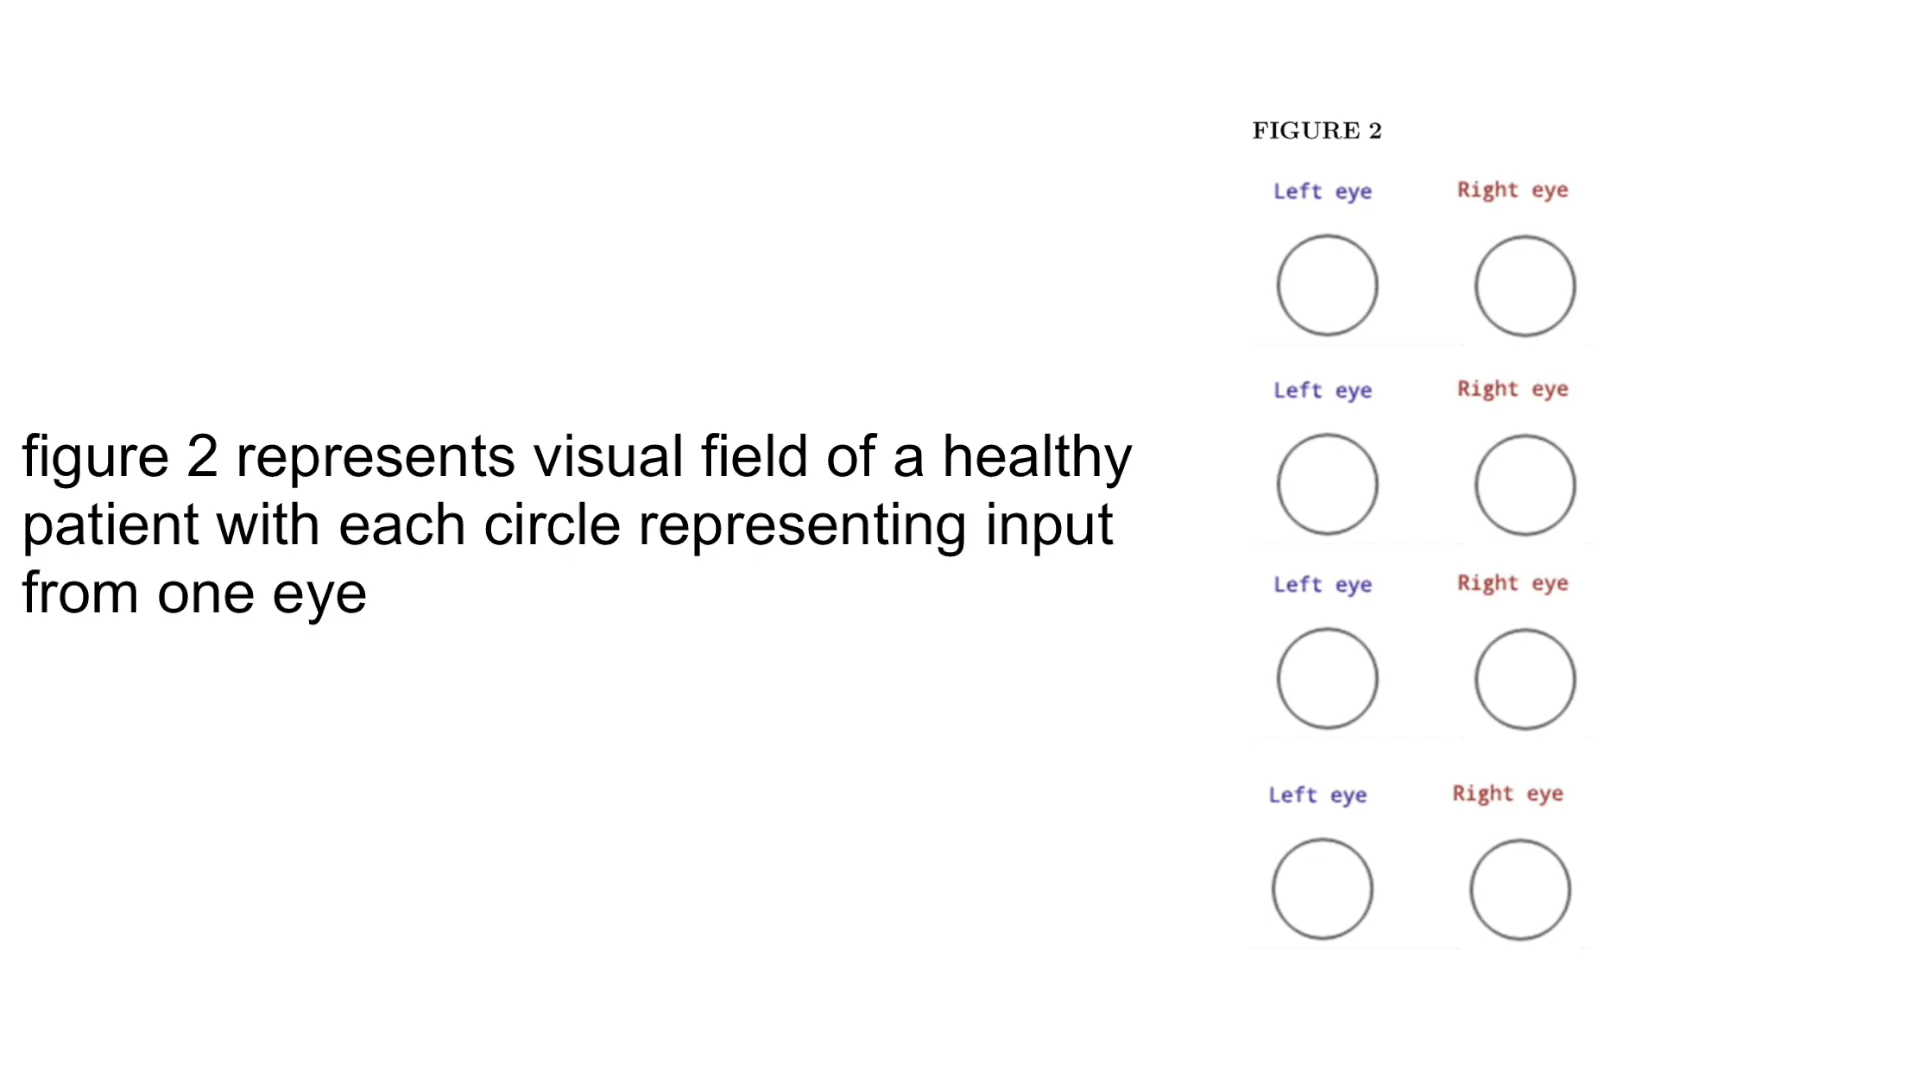 FIGURE 2
Left eye Right eye
Left eye Right eye
figure 2 represents visual field of a healthy
patient with each circle representing input
from one eye
Left eye Right eye
Left eye Right eye